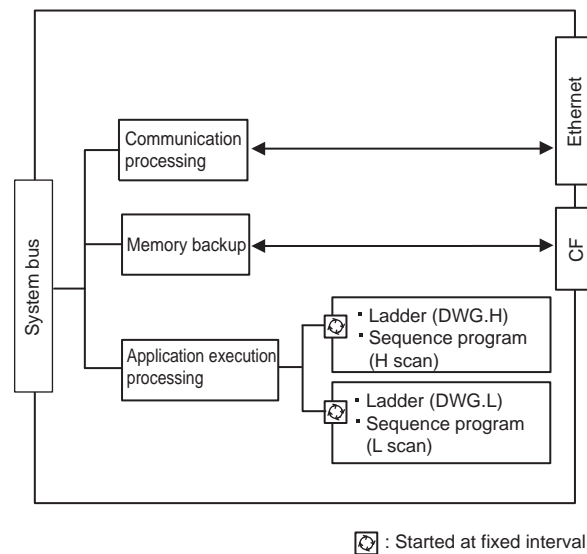 System bus
Communication
processing
Ethernet
Memory backup
CF
Application execution
processing
・Ladder (DWG.H)
・Sequence program
(H scan)
・Ladder (DWG.L)
・Sequence program
(L scan)
: Started at fixed interval